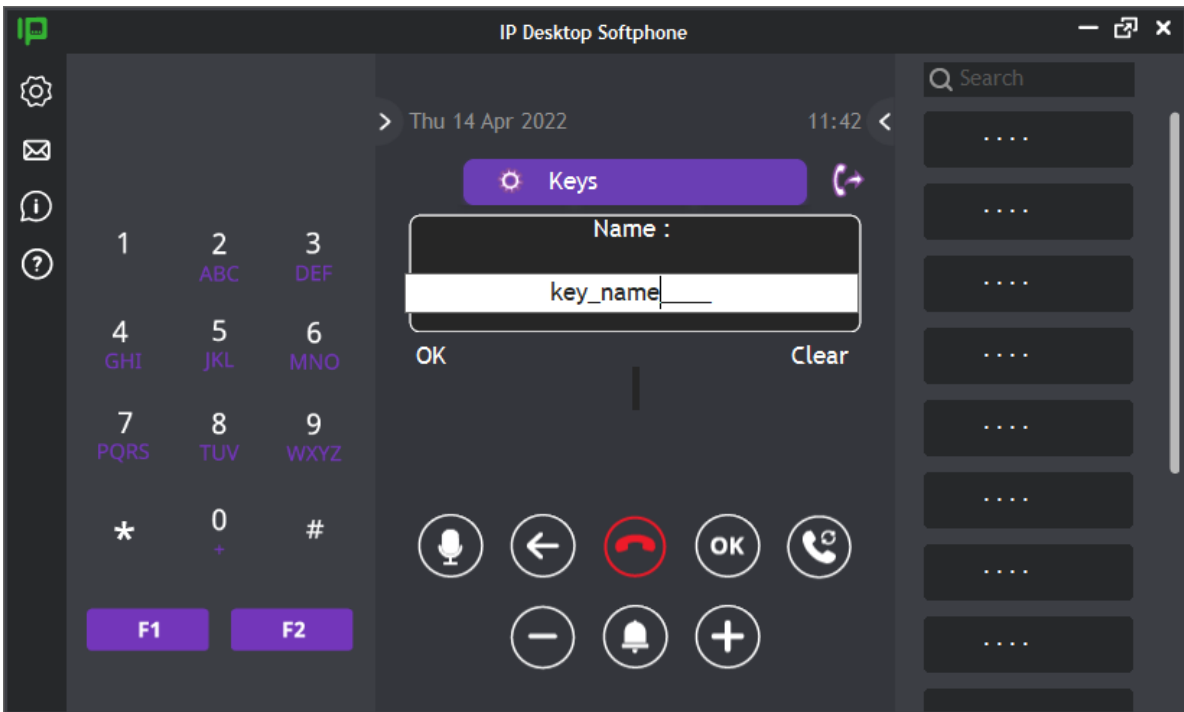 IP Desktop Softphone
Search
Thu 14 Apr 2022 11:42
Keys
Name :
key_name____
OK Clear
1 2 3
ABC DEF
4 5 6
GHI JKL MNO
7 8 9
PQRS TUV WXYZ
* 0 #
+
F1 F2
OK
. . . .
. . . .
. . . .
. . . .
. . . .
. . . .
. . . .
. . . .